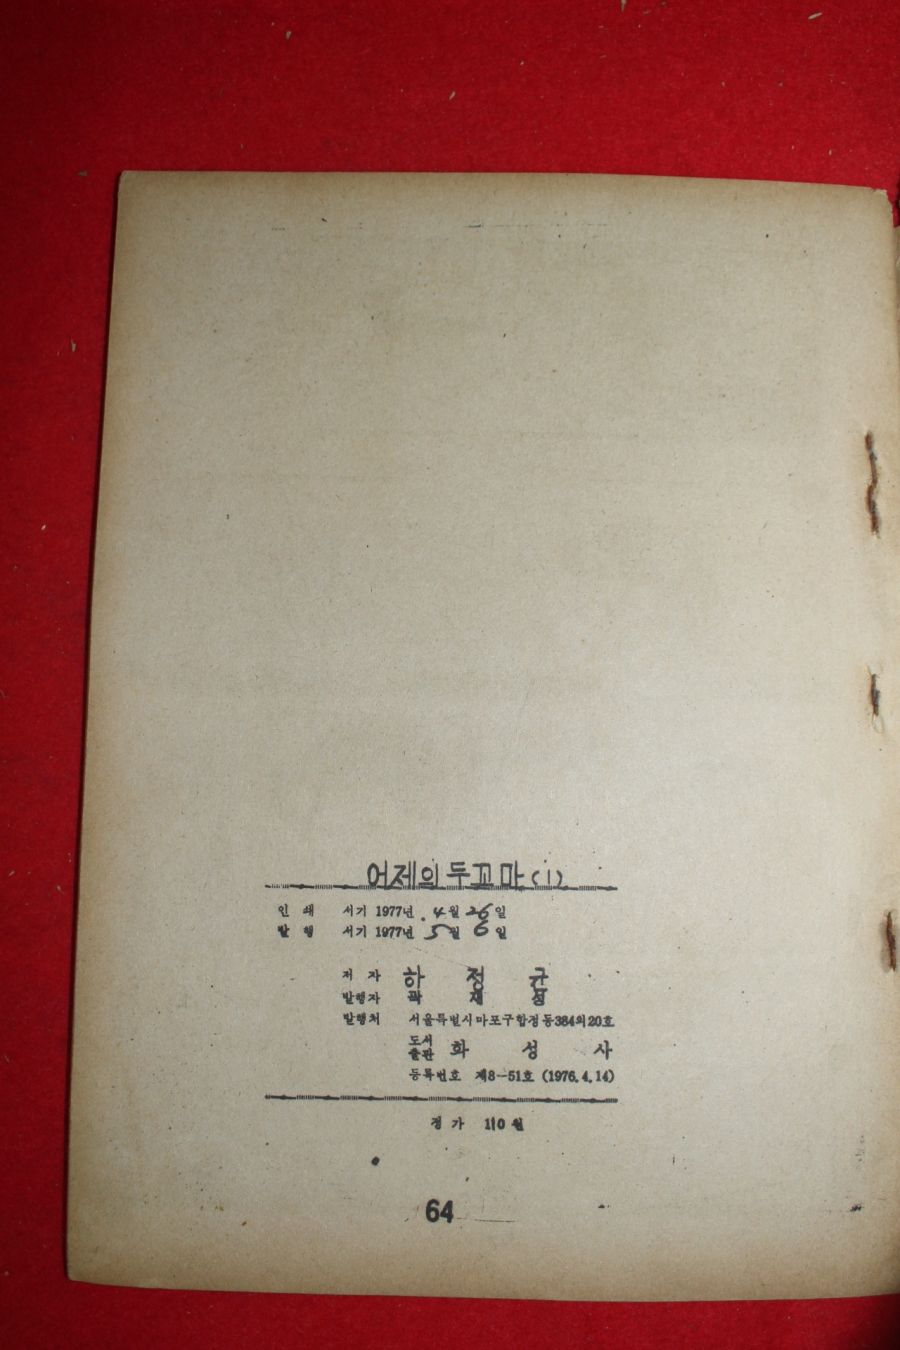 어제의 두꼬마 (1)
인쇄 서기 1977년 4월 26일
발행 서기 1977년 5월 6일
저자 하정균
발행자 곽재성
발행처 서울특별시마포구합정동384의20호
도서출판 화성사
등록번호 제8-51호 (1976.4.14)
정가 110원
64